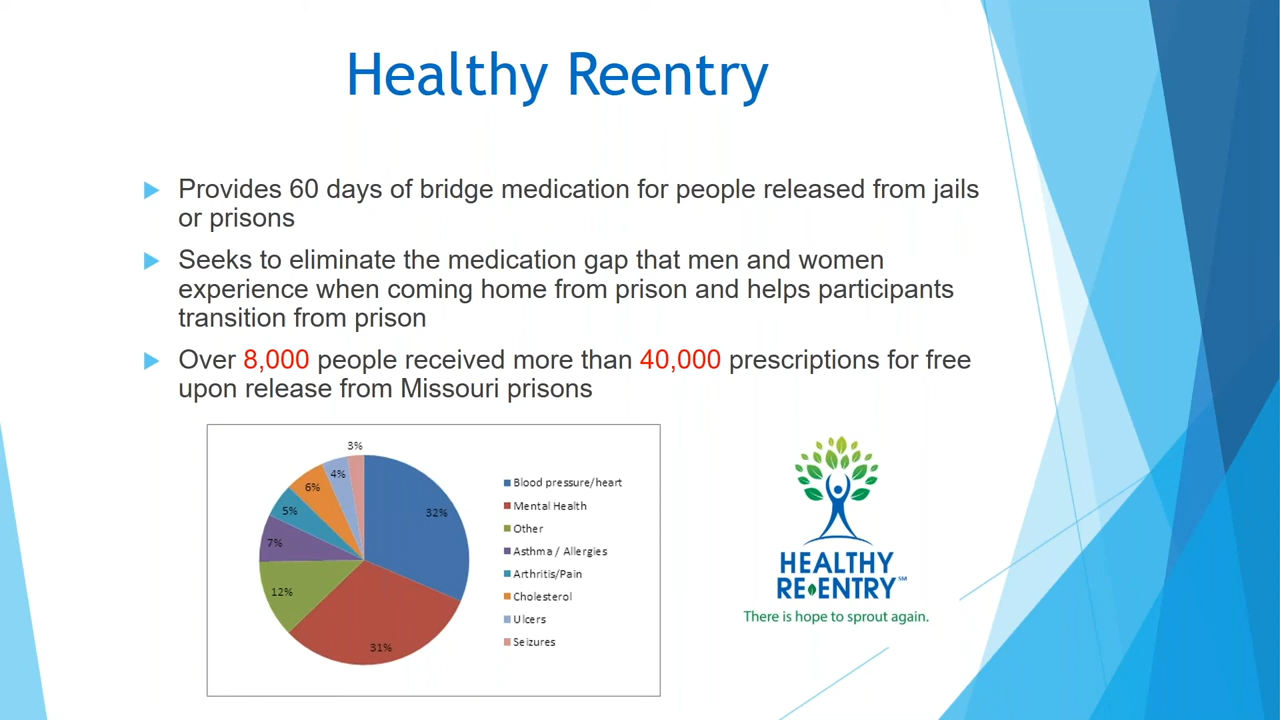 Healthy Reentry
Provides 60 days of bridge medication for people released from jails
or prisons
Seeks to eliminate the medication gap that men and women
experience when coming home from prison and helps participants
transition from prison
Over 8,000 people received more than 40,000 prescriptions for free
upon release from Missouri prisons
3%
4%
6%
5%
7%
12%
31%
32%
Blood pressure/heart
Mental Health
Other
Asthma / Allergies
Arthritis/Pain
Cholesterol
Ulcers
Seizures
HEALTHY
RE•ENTRY℠
There is hope to sprout again.